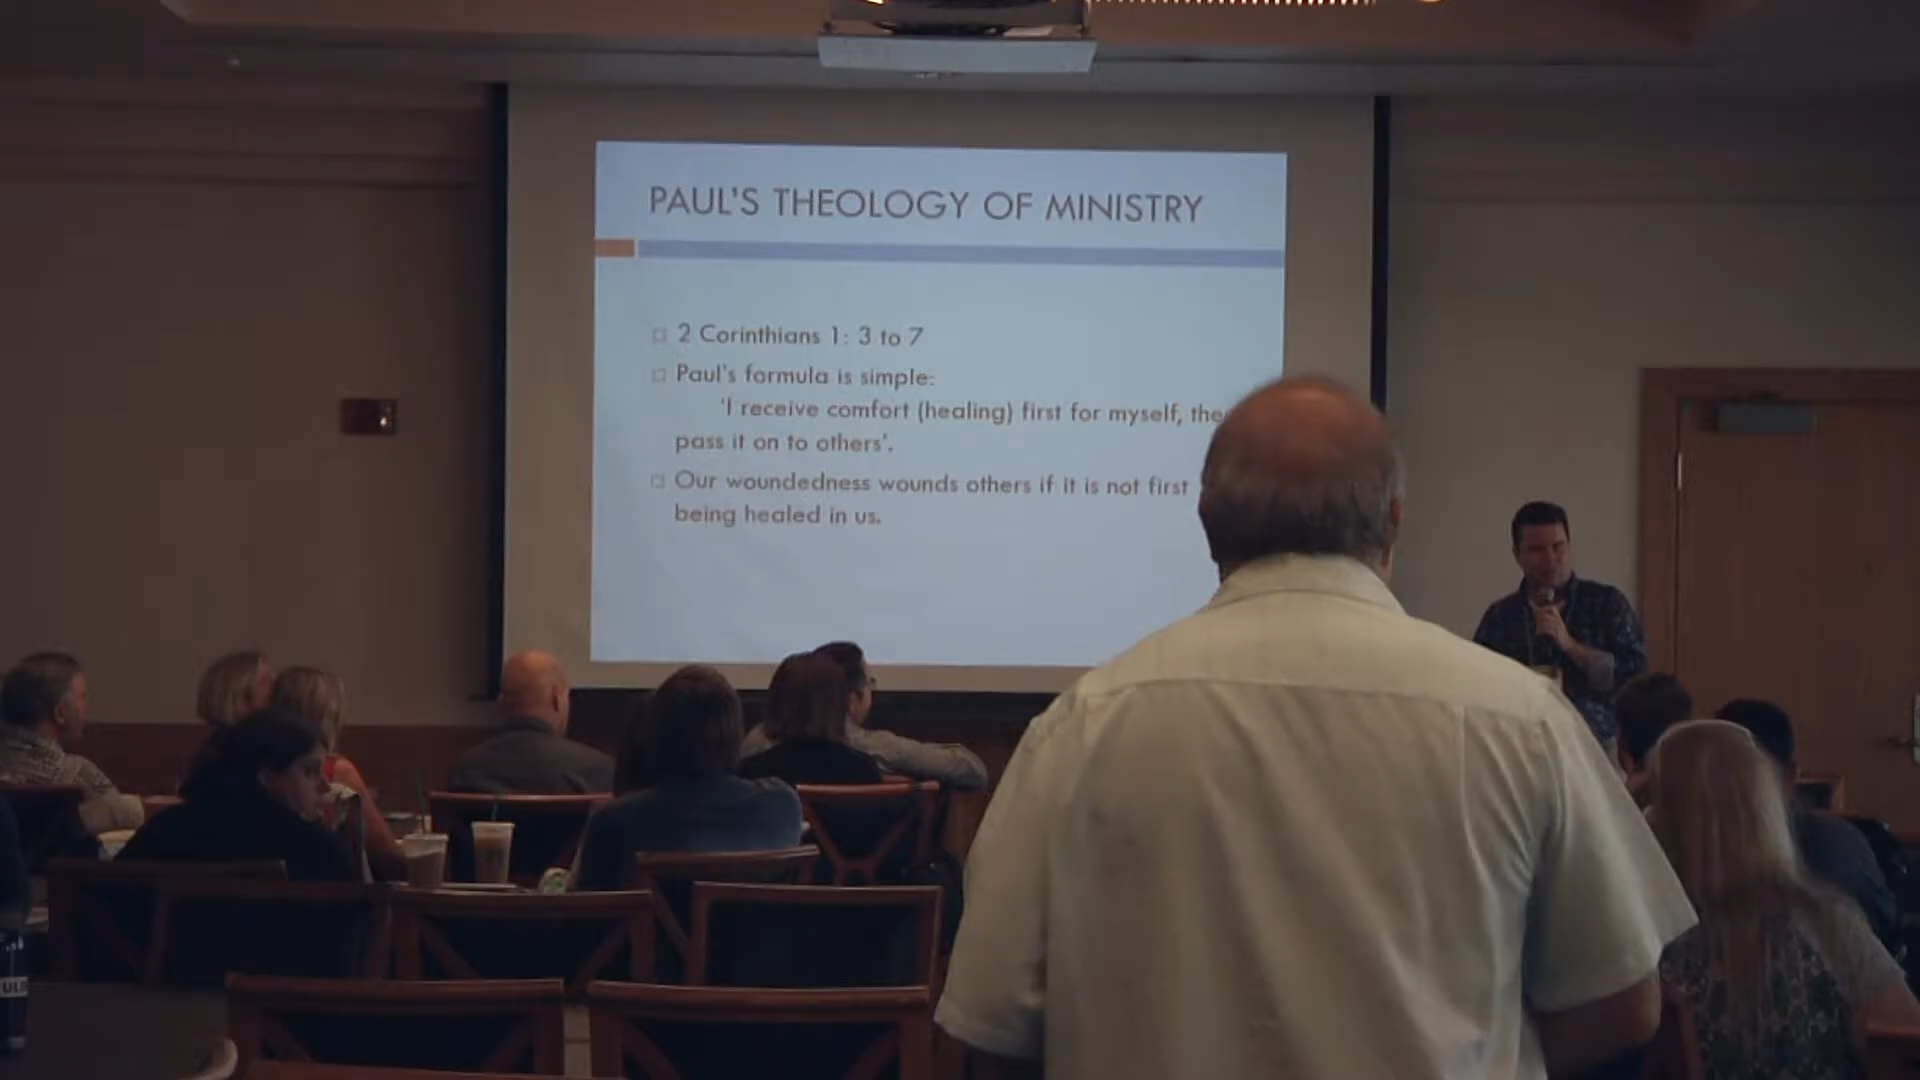 PAUL'S THEOLOGY OF MINISTRY
2 Corinthians 1: 3 to 7
Paul's formula is simple:
'I receive comfort (healing) first for myself, the
pass it on to others'.
Our woundedness wounds others if it is not first
being healed in us.